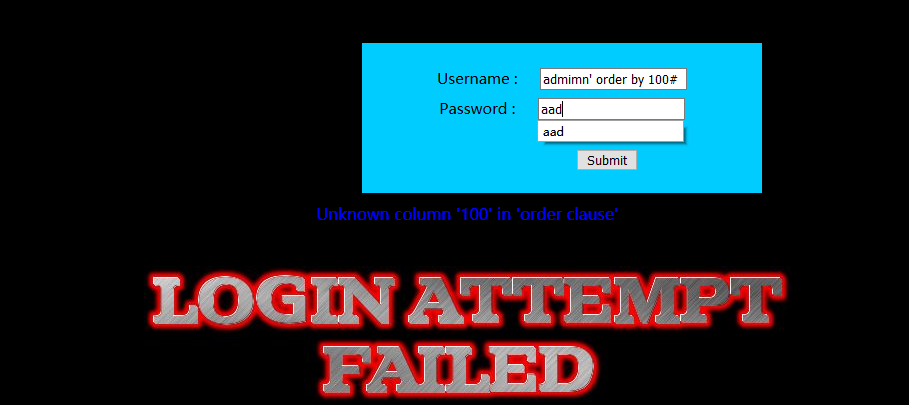 Username : admimn' order by 100#
Password : aad
aad
Submit
Unknown column '100' in 'order clause'
LOGIN ATTEMPT
FAILED